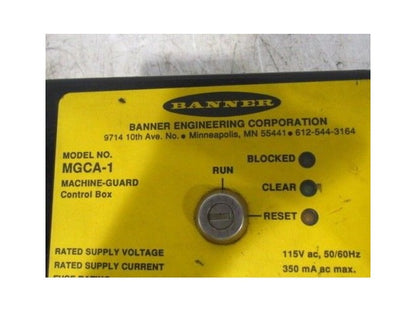 BANNER
BANNER ENGINEERING CORPORATION
9714 10th Ave. No. • Minneapolis, MN 55441 • 612-544-3164
MODEL NO.
MGCA-1
MACHINE-GUARD
Control Box
RUN
BLOCKED
CLEAR
RESET
RATED SUPPLY VOLTAGE 115V ac, 50/60Hz
RATED SUPPLY CURRENT 350 mA ac max.
FUSE RATING